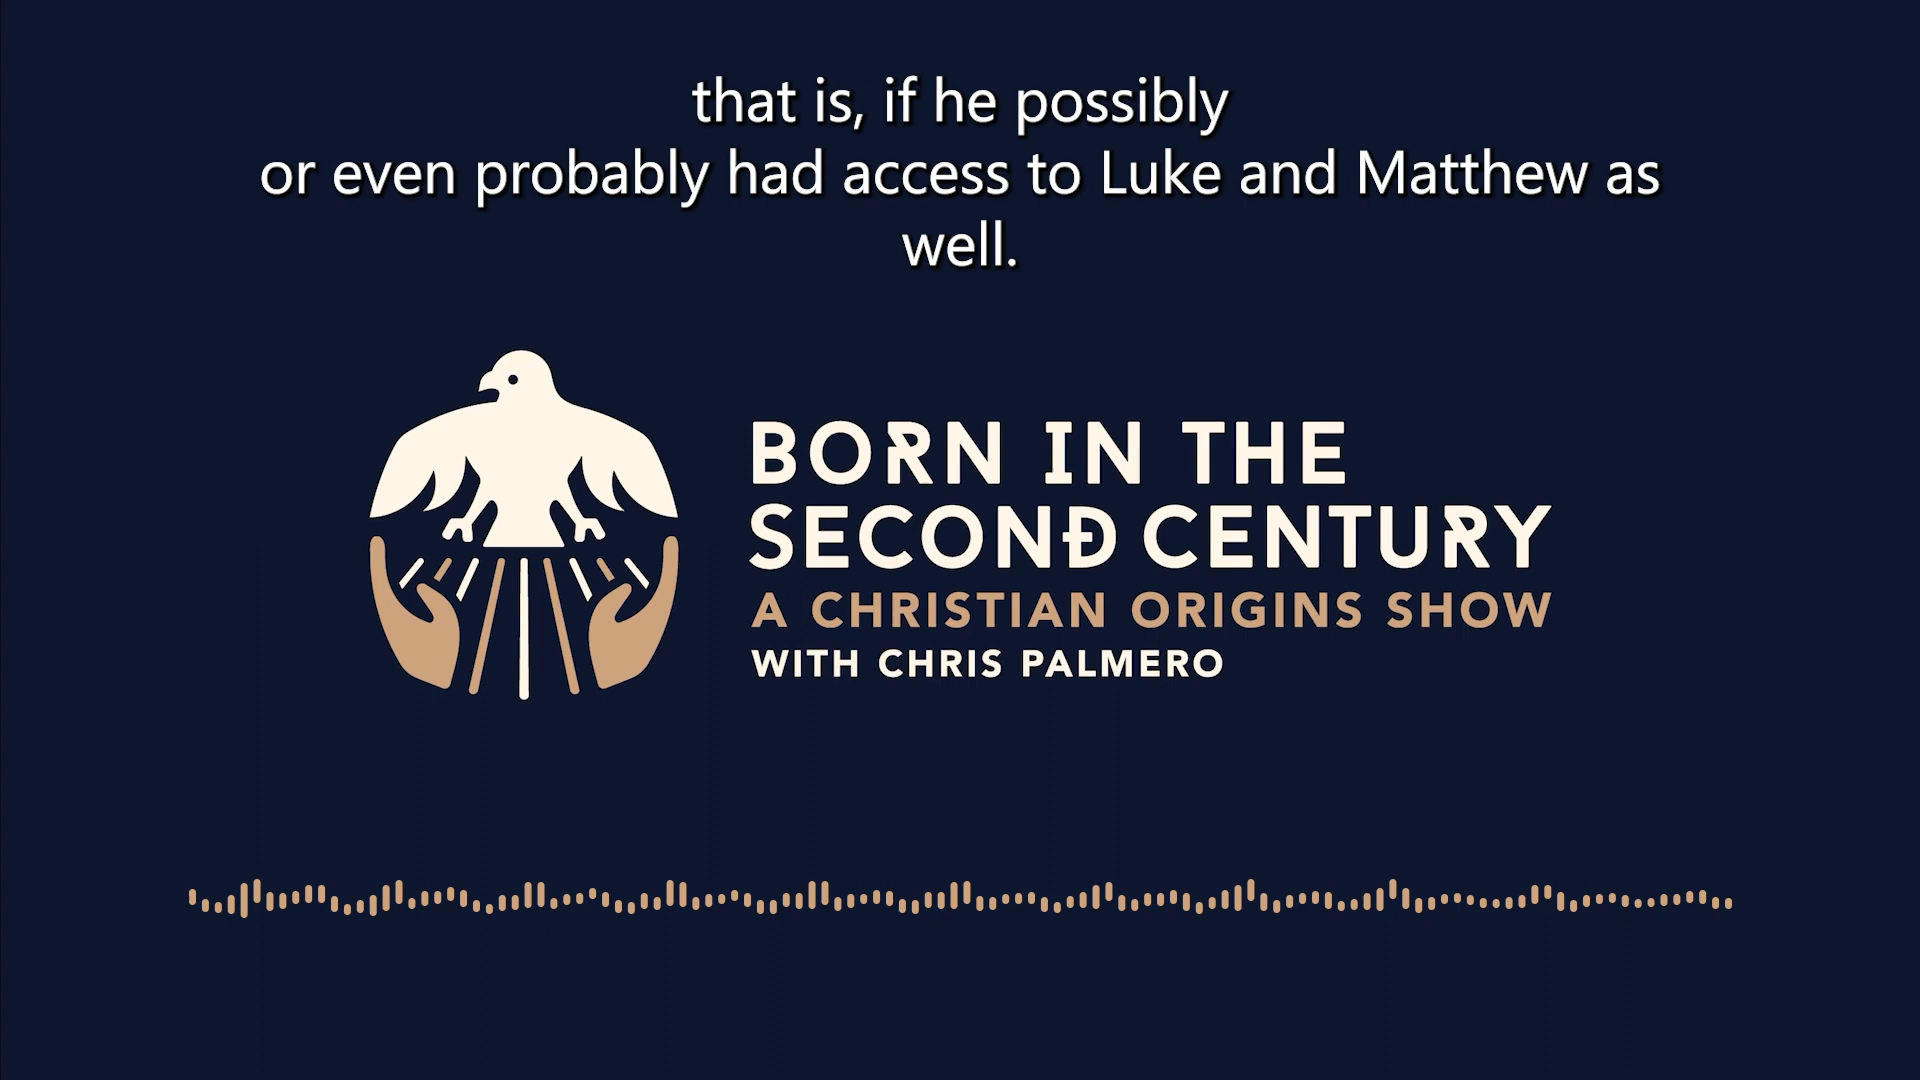 that is, if he possibly
or even probably had access to Luke and Matthew as
well.
BORN IN THE
SECOND CENTURY
A CHRISTIAN ORIGINS SHOW
WITH CHRIS PALMERO